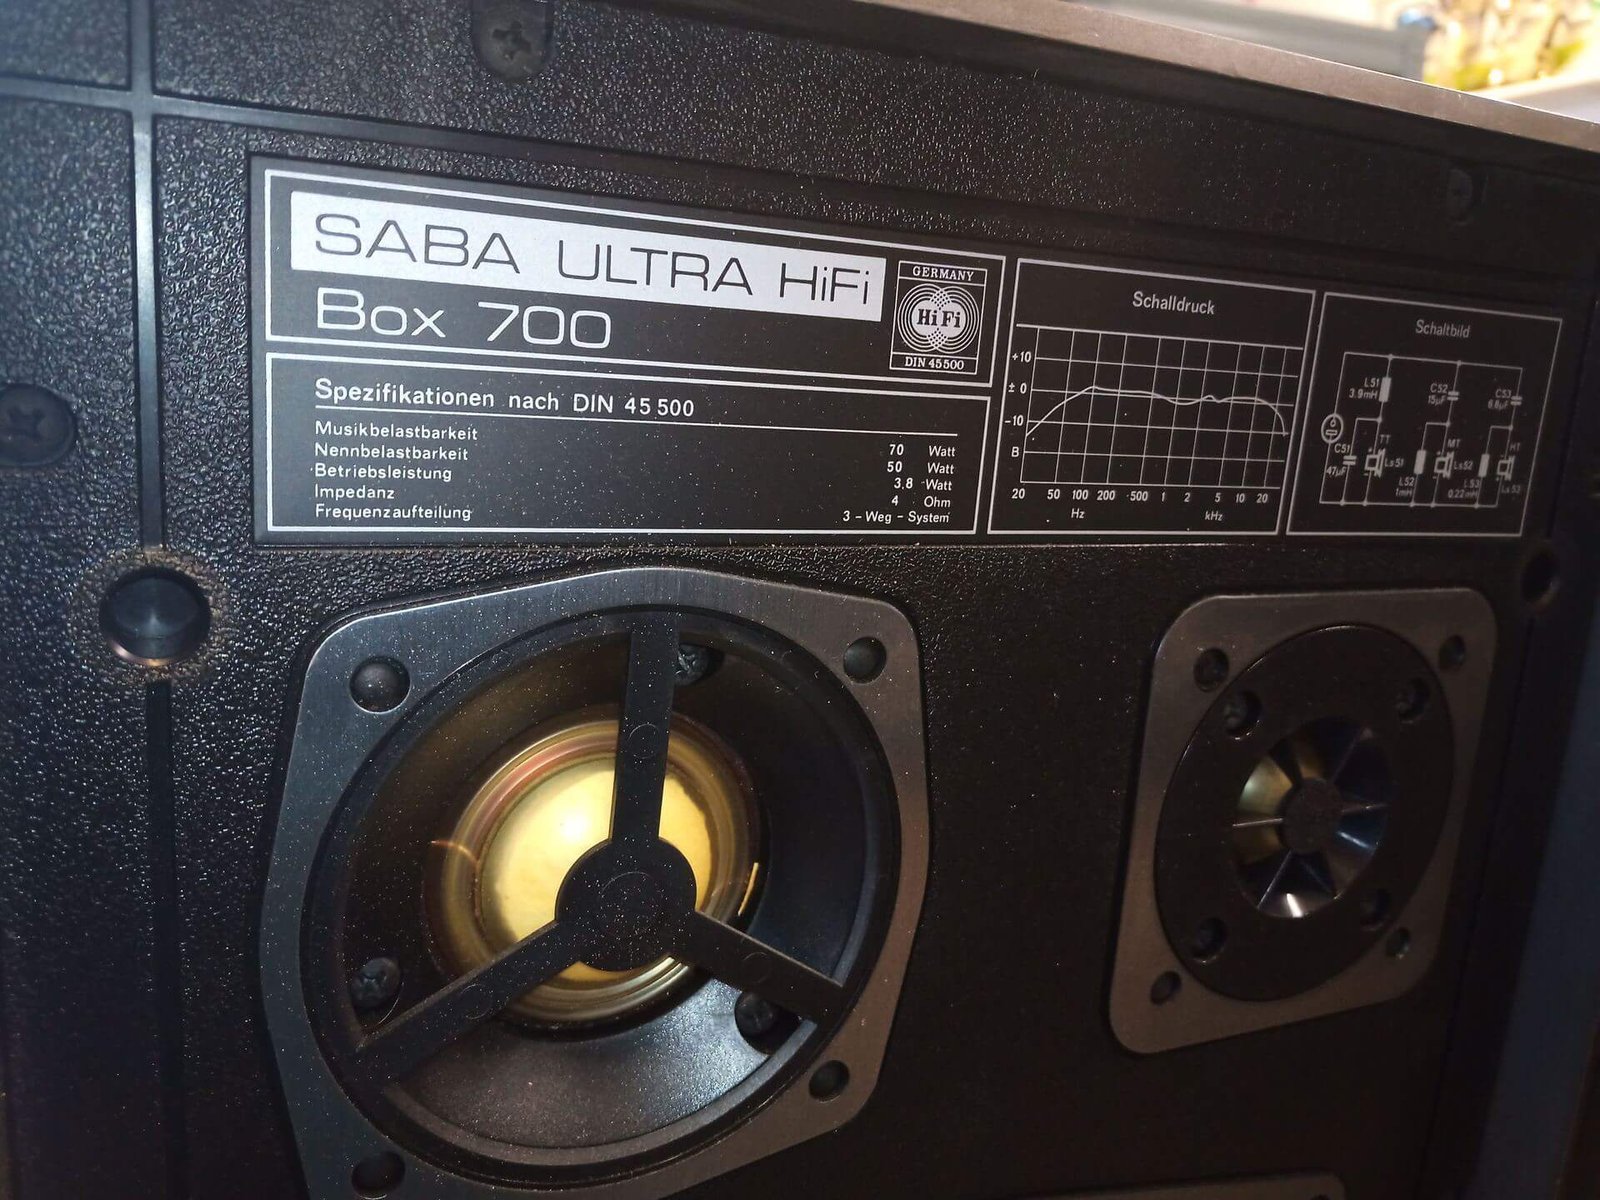 SABA ULTRA HiFi
Box 700
GERMANY
HiFi
DIN 45500
Spezifikationen nach DIN 45 500
Musikbelastbarkeit 70 Watt
Nennbelastbarkeit 50 Watt
Betriebsleistung 3,8 Watt
Impedanz 4 Ohm
Frequenzaufteilung 3 - Weg - System
Schalldruck
+10
± 0
-10
B
20 50 100 200 500 1 2 5 10 20
Hz kHz
Schaltbild
LS1
3.9mH
CS2
15µF
CS3
6.8µF
CS1
47µF
TT
Ls51
MT
Ls52
HT
Ls53
LS2
1mH
LS3
0.22mH